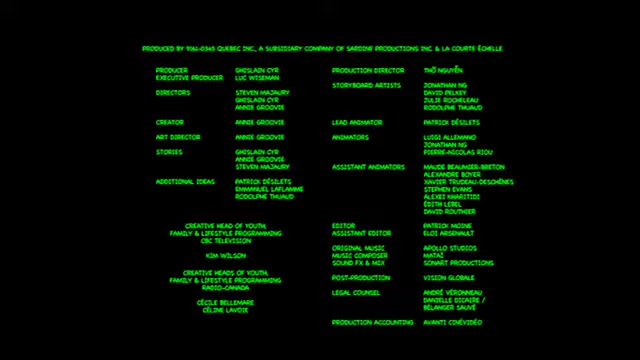 PRODUCED BY 9061-0345 QUEBEC INC., A SUBSIDIARY COMPANY OF SARDINE PRODUCTIONS INC. & LA COURTE ÉCHELLE
PRODUCER GHISLAIN CYR
EXECUTIVE PRODUCER LUC WISEMAN
DIRECTORS STEVEN MAJAURY
GHISLAIN CYR
ANNIE GROOVIE
CREATOR ANNIE GROOVIE
ART DIRECTOR ANNIE GROOVIE
STORIES GHISLAIN CYR
ANNIE GROOVIE
STEVEN MAJAURY
ADDITIONAL IDEAS PATRICK DÉSILETS
EMMANUEL LAFLAMME
RODOLPHE THUAUD
CREATIVE HEAD OF YOUTH,
FAMILY & LIFESTYLE PROGRAMMING
CBC TELEVISION
KIM WILSON
CREATIVE HEADS OF YOUTH,
FAMILY & LIFESTYLE PROGRAMMING
RADIO-CANADA
CÉCILE BELLEMARE
CÉLINE LAVOIE
PRODUCTION DIRECTOR THÔ NGUYỄN
STORYBOARD ARTISTS JONATHAN NG
DAVID PELKEY
JULIE ROCHELEAU
RODOLPHE THUAUD
LEAD ANIMATOR PATRICK DÉSILETS
ANIMATORS LUIGI ALLEMANO
JONATHAN NG
PIERRE-NICOLAS RIOU
ASSISTANT ANIMATORS MAUDE BEAUMIER-BRETON
ALEXANDRE BOYER
XAVIER TRUDEAU-DESCHÊNES
STEPHEN EVANS
ALEXEI KHARITIDI
ÉDITH LEBEL
DAVID ROUTHIER
EDITOR PATRICK MOINE
ASSISTANT EDITOR ELOI ARSENAULT
ORIGINAL MUSIC APOLLO STUDIOS
MUSIC COMPOSER MATAÏ
SOUND FX & MIX SONART PRODUCTIONS
POST-PRODUCTION VISION GLOBALE
LEGAL COUNSEL ANDRÉ VÉRONNEAU
DANIELLE DICAIRE /
BÉLANGER SAUVÉ
PRODUCTION ACCOUNTING AVANTI CINÉVIDÉO